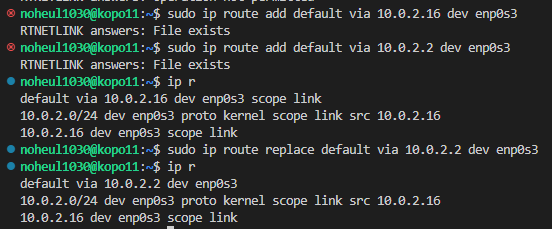 noheul1030@kopo11:~$ sudo ip route add default via 10.0.2.16 dev enp0s3
RTNETLINK answers: File exists
noheul1030@kopo11:~$ sudo ip route add default via 10.0.2.2 dev enp0s3
RTNETLINK answers: File exists
noheul1030@kopo11:~$ ip r
default via 10.0.2.16 dev enp0s3 scope link
10.0.2.0/24 dev enp0s3 proto kernel scope link src 10.0.2.16
10.0.2.16 dev enp0s3 scope link
noheul1030@kopo11:~$ sudo ip route replace default via 10.0.2.2 dev enp0s3
noheul1030@kopo11:~$ ip r
default via 10.0.2.2 dev enp0s3
10.0.2.0/24 dev enp0s3 proto kernel scope link src 10.0.2.16
10.0.2.16 dev enp0s3 scope link